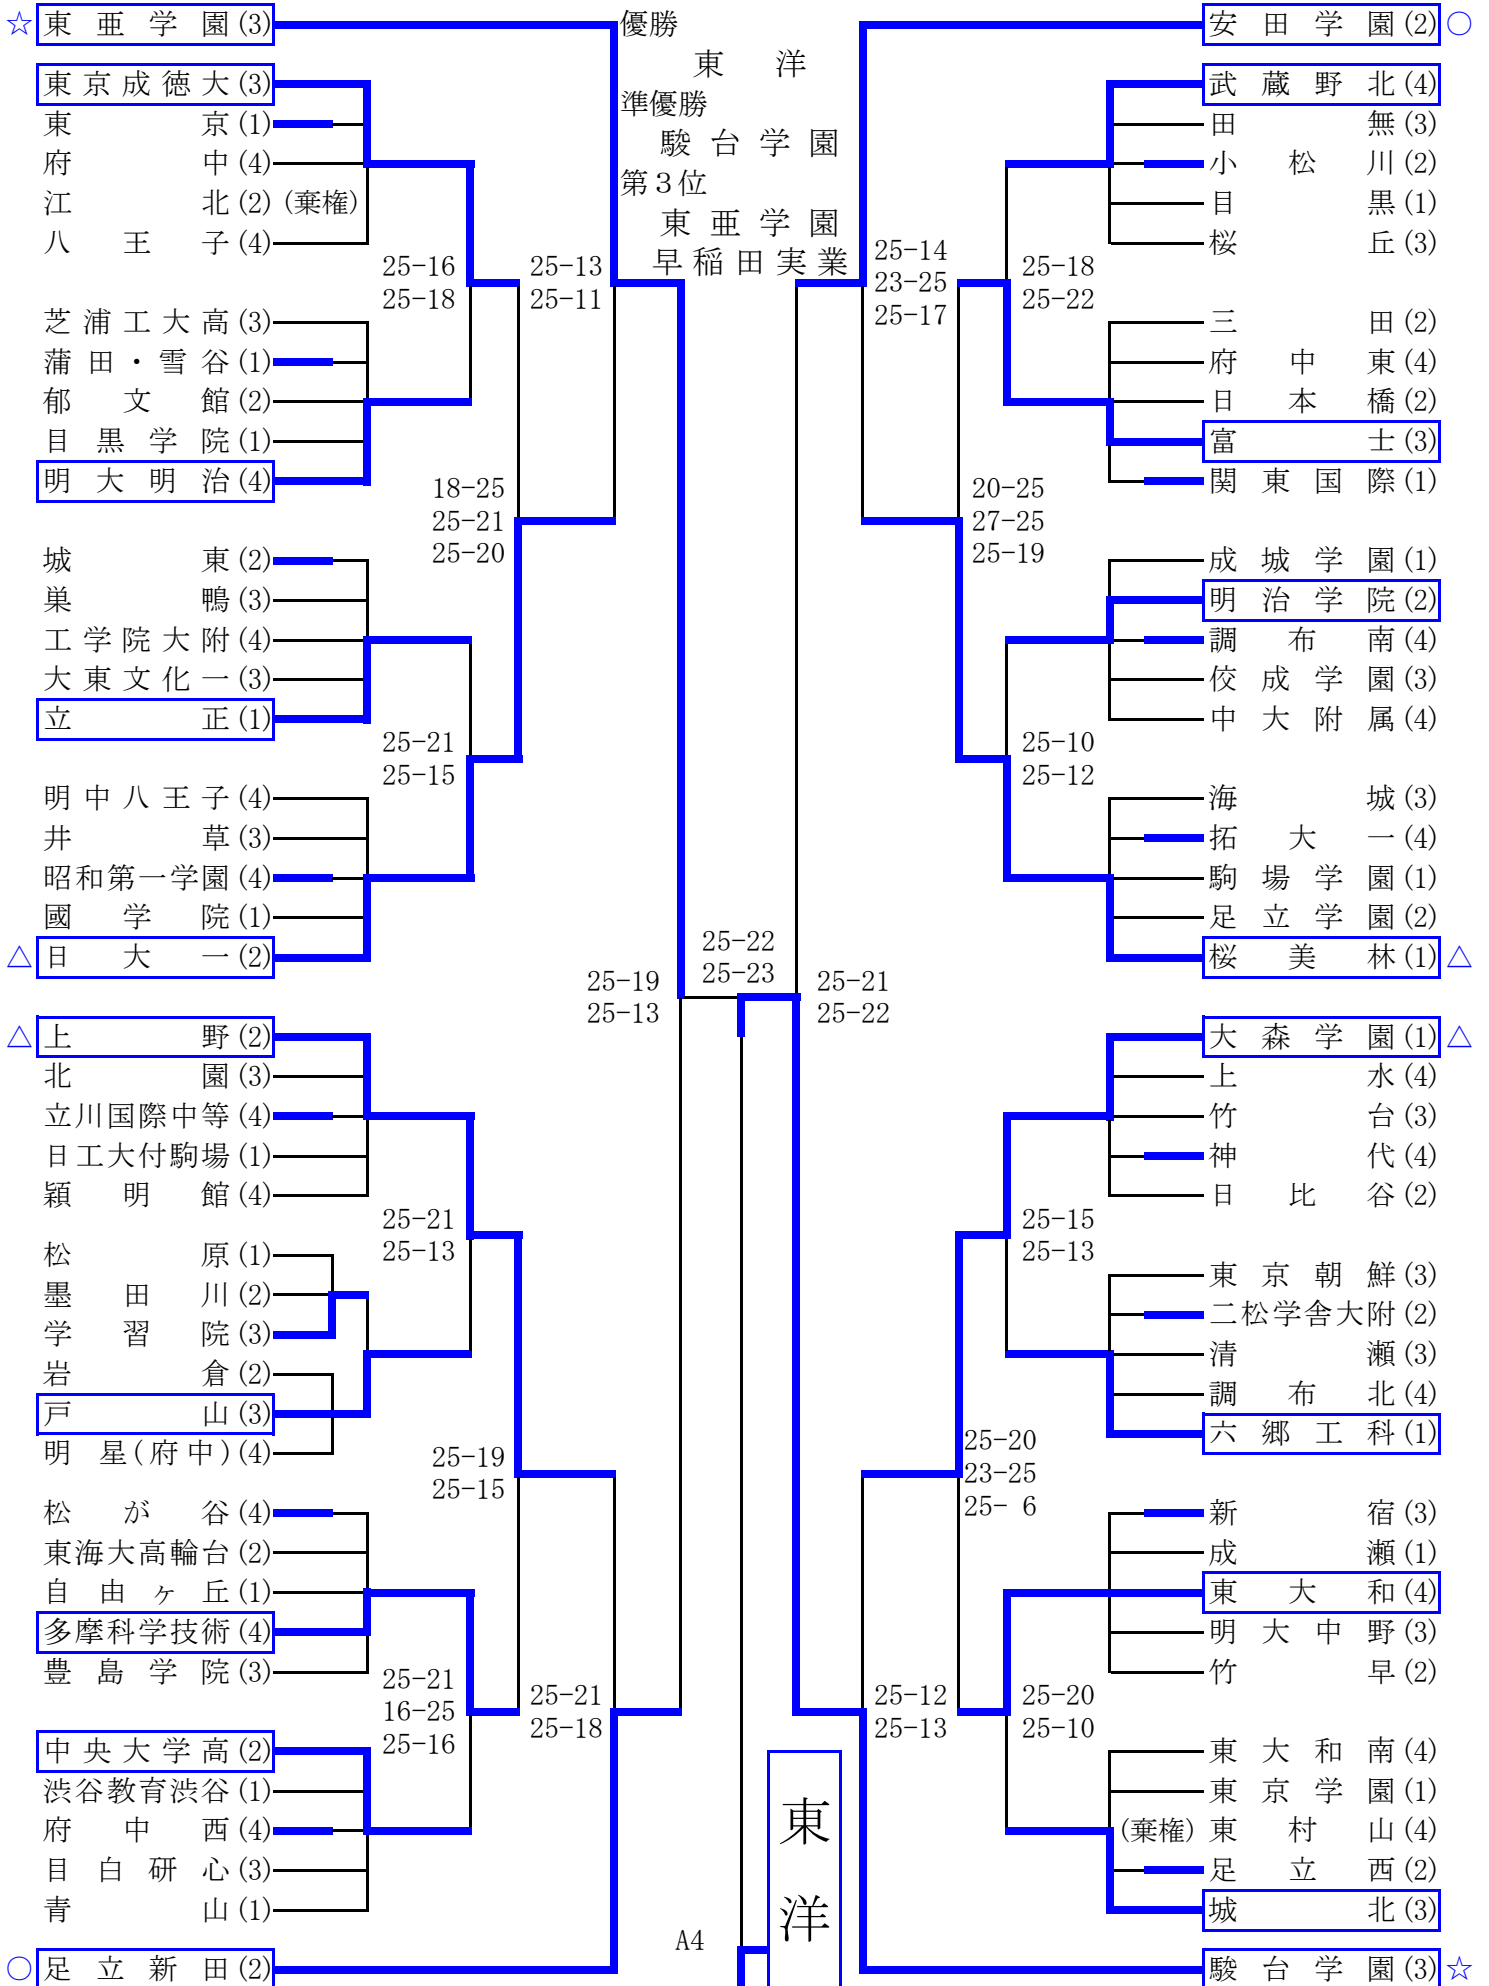 ☆ 東亜学園(3)
東京成徳大(3)
東京(1)
府中(4)
江北(2)(棄権)
八王子(4)
25-16
25-18
25-13
25-11
芝浦工大高(3)
蒲田・雪谷(1)
郁文館(2)
目黒学院(1)
明大明治(4)
18-25
25-21
25-20
城東(2)
巣鴨(3)
工学院大附(4)
大東文化一(3)
立正(1)
25-21
25-15
明中八王子(4)
井草(3)
昭和第一学園(4)
國学院(1)
△ 日大一(2)
25-19
25-13
△ 上野(2)
北園(3)
立川国際中等(4)
日工大付駒場(1)
穎明館(4)
25-21
25-13
松原(1)
墨田川(2)
学習院(3)
岩倉(2)
戸山(3)
明星(府中)(4)
25-19
25-15
松が谷(4)
東海大高輪台(2)
自由ヶ丘(1)
多摩科学技術(4)
豊島学院(3)
25-21
16-25
25-16
25-21
25-18
中央大学高(2)
渋谷教育渋谷(1)
府中西(4)
目白研心(3)
青山(1)
○ 足立新田(2)
優勝
東洋
準優勝
駿台学園
第3位
東亜学園
早稲田実業
25-22
25-23
A4
東洋
安田学園(2) ○
武蔵野北(4)
田無(3)
小松川(2)
目黒(1)
桜丘(3)
25-14
23-25
25-17
25-18
25-22
三田(2)
府中東(4)
日本橋(2)
富士(3)
関東国際(1)
20-25
27-25
25-19
成城学園(1)
明治学院(2)
調布南(4)
佼成学園(3)
中大附属(4)
25-10
25-12
海城(3)
拓大一(4)
駒場学園(1)
足立学園(2)
桜美林(1) △
25-21
25-22
大森学園(1) △
上水(4)
竹台(3)
神代(4)
日比谷(2)
25-15
25-13
東京朝鮮(3)
二松学舎大附(2)
清瀬(3)
調布北(4)
六郷工科(1)
25-20
23-25
25- 6
新宿(3)
成瀬(1)
東大和(4)
明大中野(3)
竹早(2)
25-12
25-13
25-20
25-10
東大和南(4)
東京学園(1)
(棄権)東村山(4)
足立西(2)
城北(3)
駿台学園(3) ☆